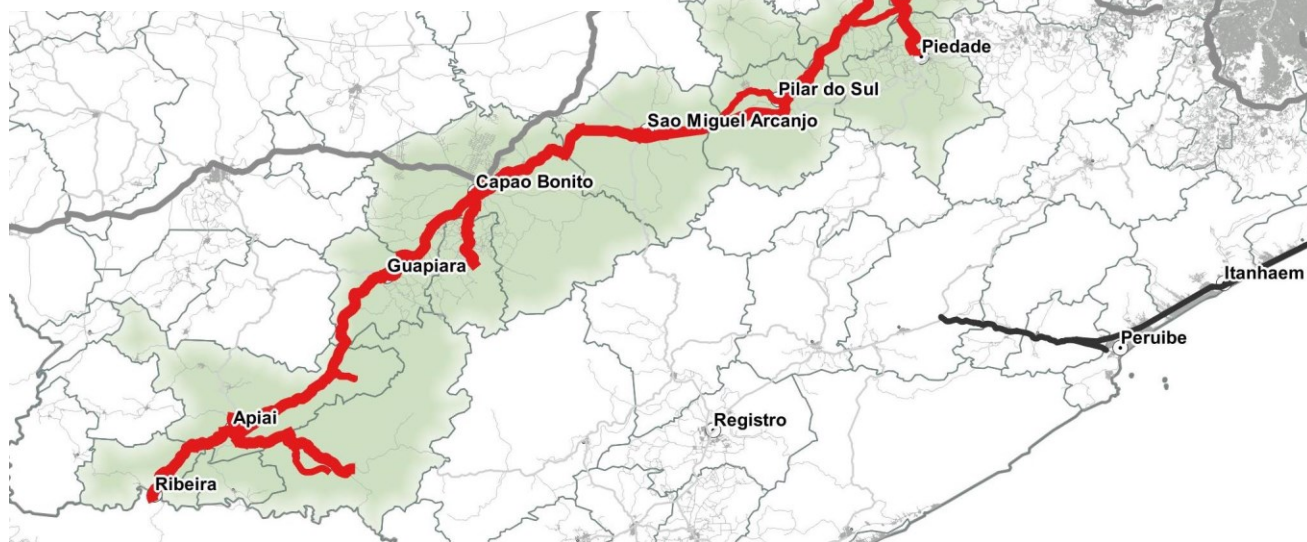 Piedade
Pilar do Sul
Sao Miguel Arcanjo
Capao Bonito
Guapiara
Itanhaem
Peruibe
Apiai
Registro
Ribeira